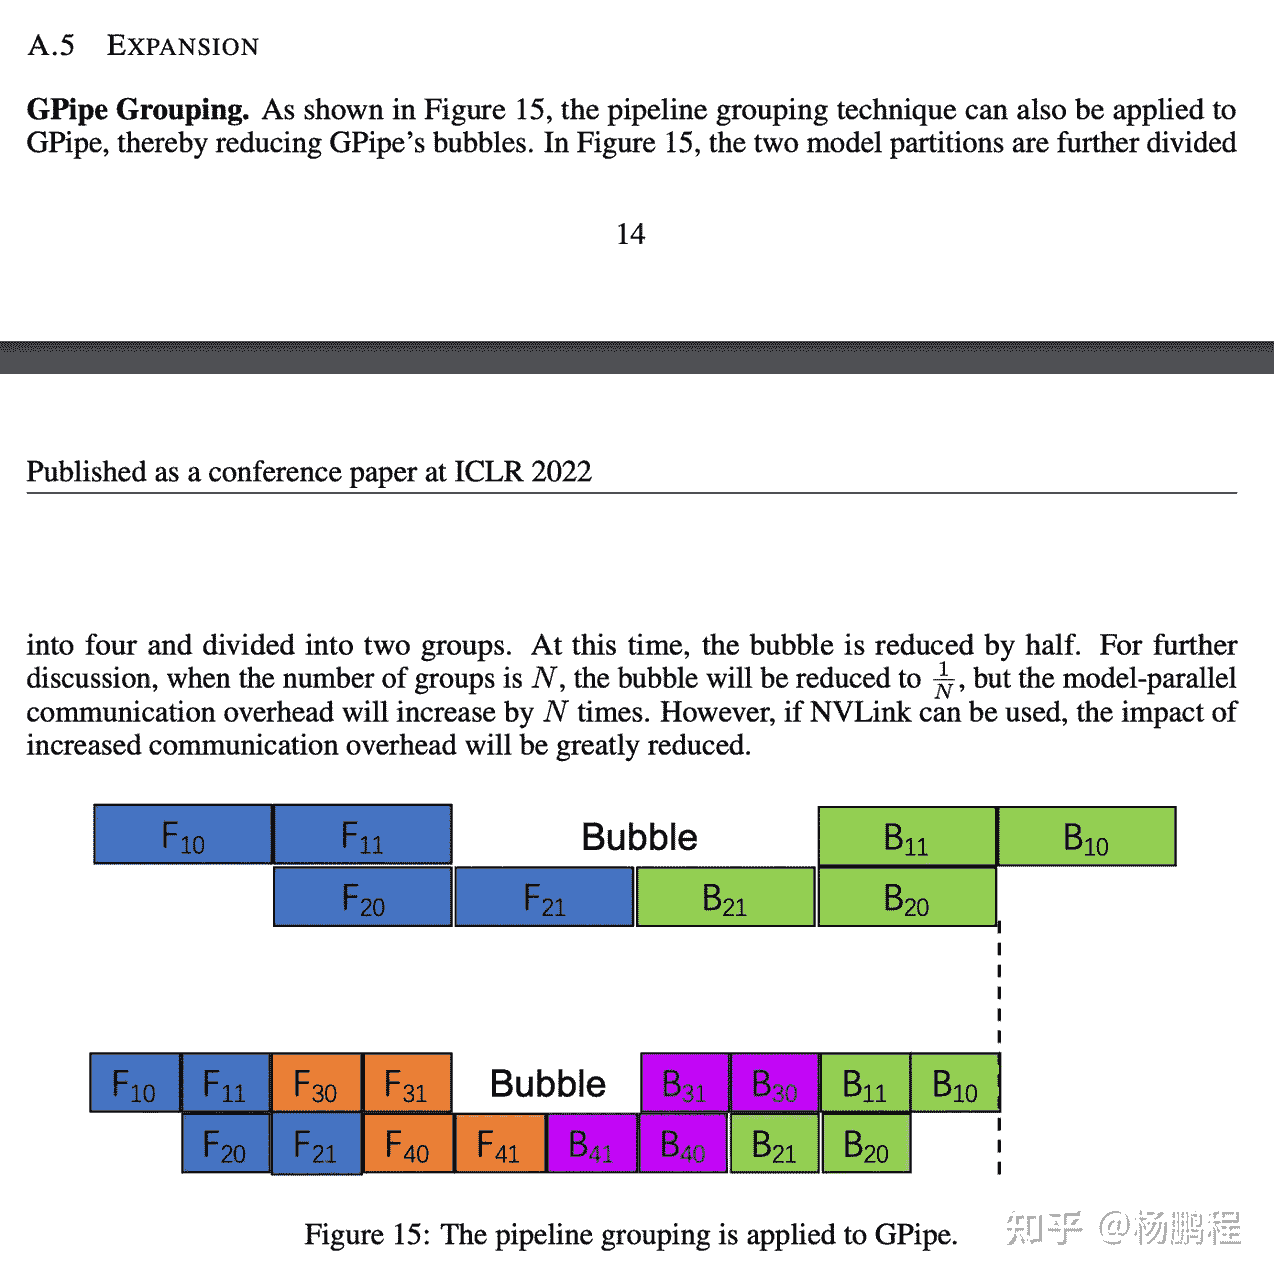 A.5 EXPANSION
GPipe Grouping. As shown in Figure 15, the pipeline grouping technique can also be applied to
GPipe, thereby reducing GPipe's bubbles. In Figure 15, the two model partitions are further divided
14
Published as a conference paper at ICLR 2022
into four and divided into two groups. At this time, the bubble is reduced by half. For further
discussion, when the number of groups is N, the bubble will be reduced to 1/N, but the model-parallel
communication overhead will increase by N times. However, if NVLink can be used, the impact of
increased communication overhead will be greatly reduced.
F10 F11 Bubble B11 B10
F20 F21 B21 B20
F10 F11 F30 F31 Bubble B31 B30 B11 B10
F20 F21 F40 F41 B41 B40 B21 B20
Figure 15: The pipeline grouping is applied to GPipe.
知乎 @杨鹏程